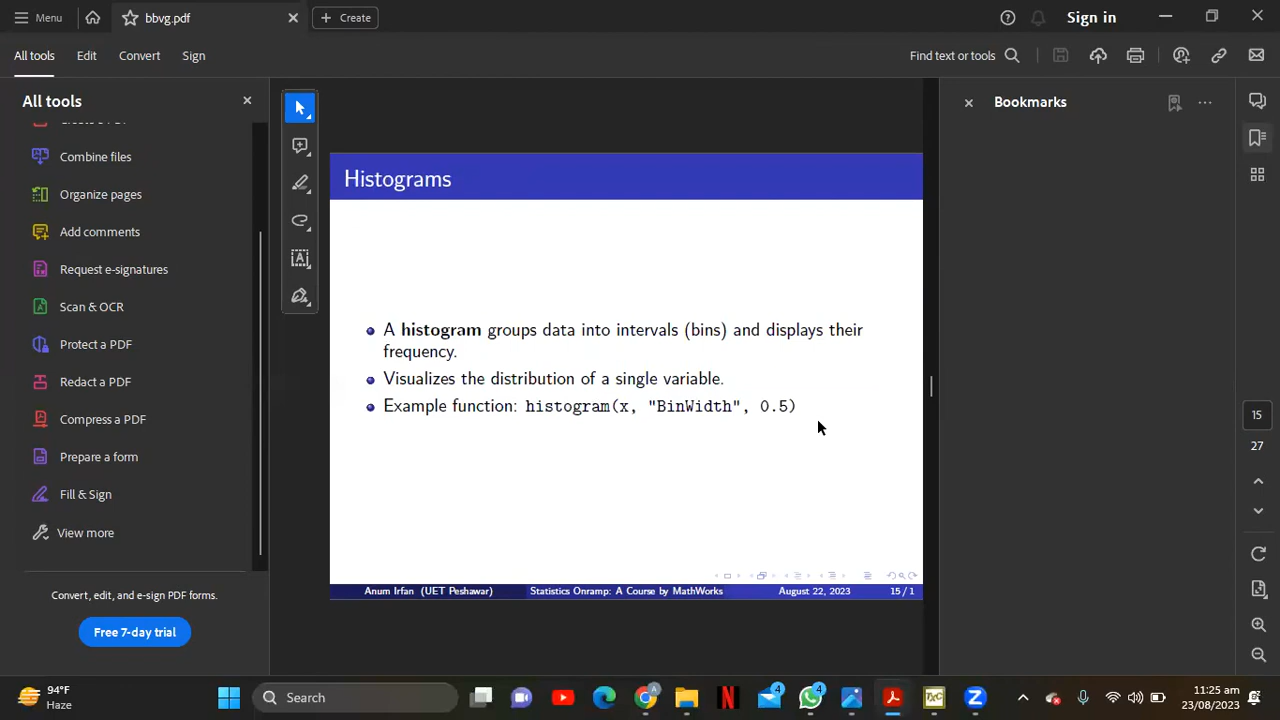 Menu
bbvg.pdf
Create
Sign in
All tools
Edit
Convert
Sign
Find text or tools
All tools
Combine files
Organize pages
Add comments
Request e-signatures
Scan & OCR
Protect a PDF
Redact a PDF
Compress a PDF
Prepare a form
Fill & Sign
View more
Convert, edit, and e-sign PDF forms.
Free 7-day trial
Histograms
A histogram groups data into intervals (bins) and displays their
frequency.
Visualizes the distribution of a single variable.
Example function: histogram(x, "BinWidth", 0.5)
Anum Irfan (UET Peshawar)
Statistics Onramp: A Course by MathWorks
August 22, 2023
15 / 1
Bookmarks
15
27
94°F
Haze
Search
4
4
11:25 am
23/08/2023